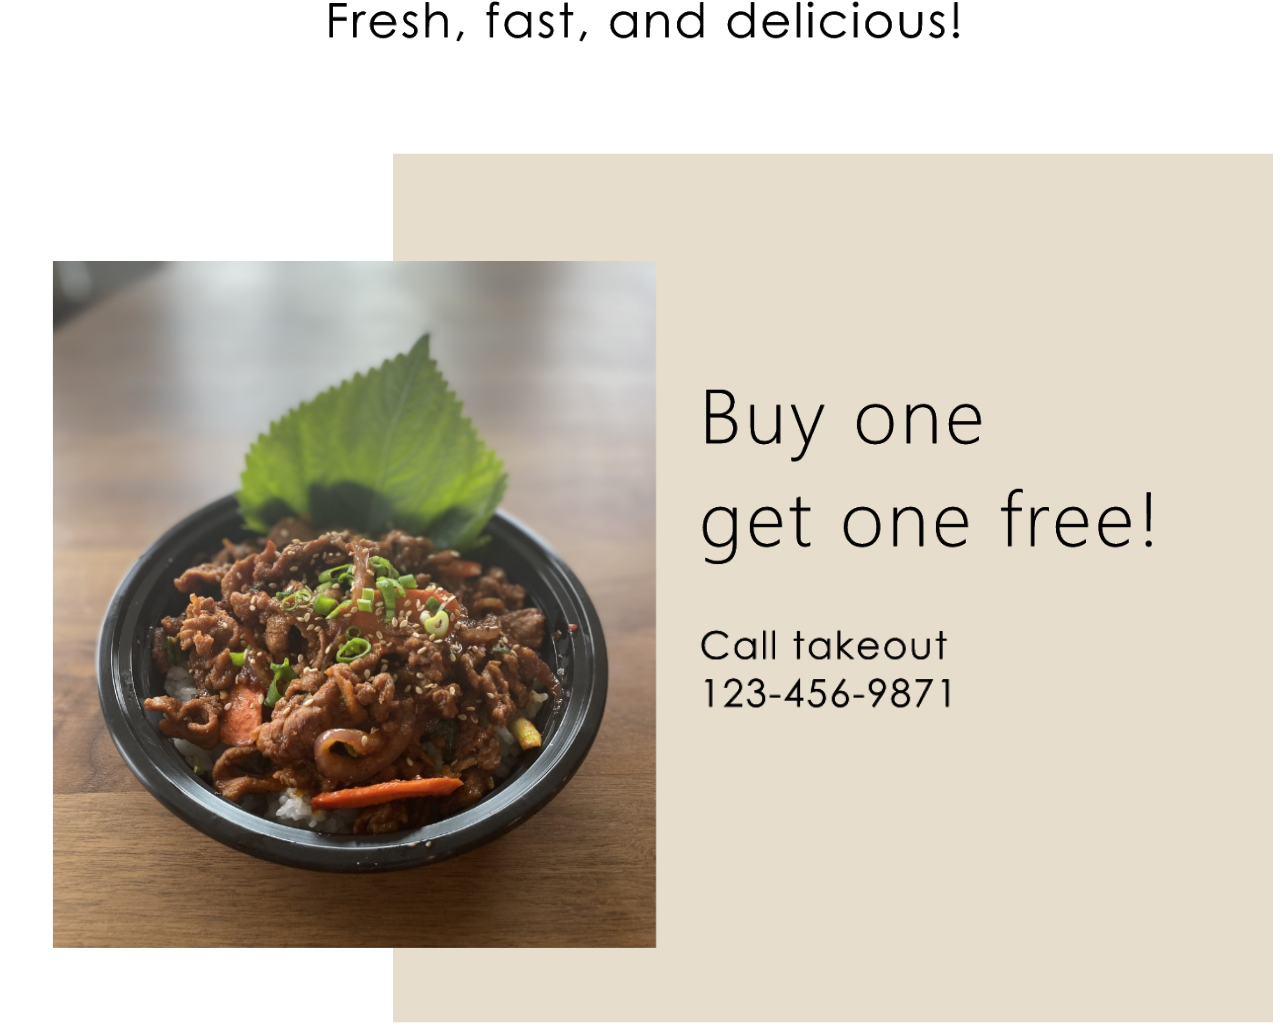 Fresh, fast, and delicious!
Buy one
get one free!
Call takeout
123-456-9871